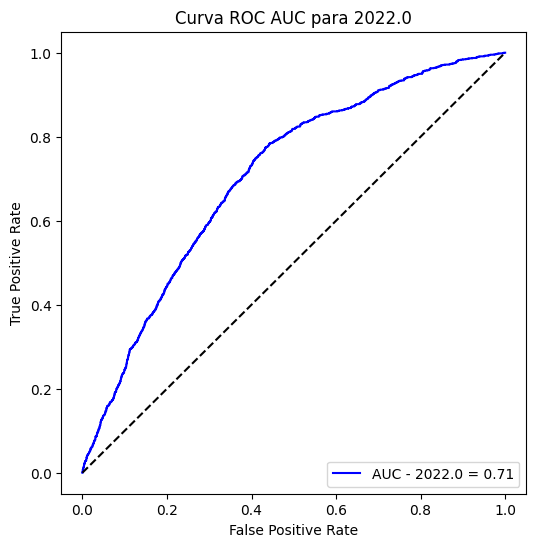 Curva ROC AUC para 2022.0
True Positive Rate
1.0
0.8
0.6
0.4
0.2
0.0
AUC - 2022.0 = 0.71
0.0 0.2 0.4 0.6 0.8 1.0
False Positive Rate